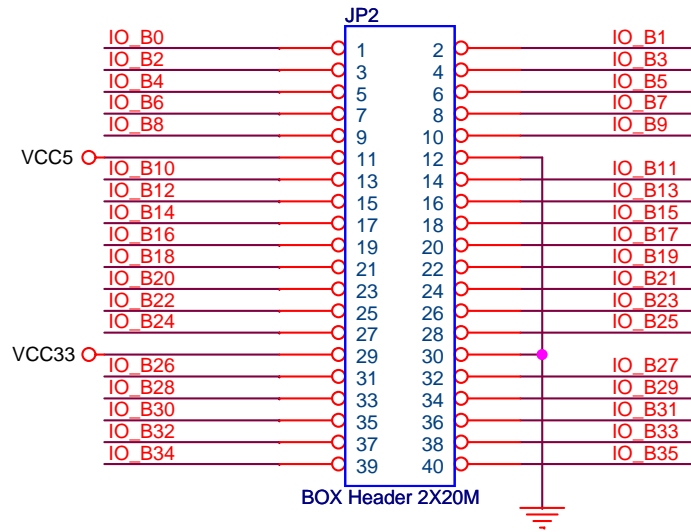 JP2
IO_B0 1 2 IO_B1
IO_B2 3 4 IO_B3
IO_B4 5 6 IO_B5
IO_B6 7 8 IO_B7
IO_B8 9 10 IO_B9
VCC5 11 12
IO_B10 13 14 IO_B11
IO_B12 15 16 IO_B13
IO_B14 17 18 IO_B15
IO_B16 19 20 IO_B17
IO_B18 21 22 IO_B19
IO_B20 23 24 IO_B21
IO_B22 25 26 IO_B23
IO_B24 27 28 IO_B25
VCC33 29 30
IO_B26 31 32 IO_B27
IO_B28 33 34 IO_B29
IO_B30 35 36 IO_B31
IO_B32 37 38 IO_B33
IO_B34 39 40 IO_B35
BOX Header 2X20M